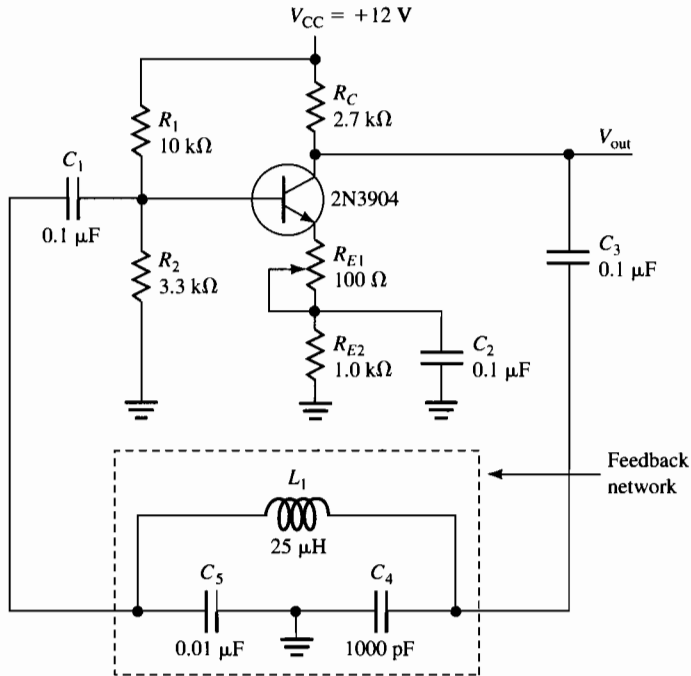 V_CC = +12 V
R_1
10 kΩ
R_C
2.7 kΩ
V_out
C_1
0.1 μF
2N3904
R_2
3.3 kΩ
R_E1
100 Ω
C_3
0.1 μF
R_E2
1.0 kΩ
C_2
0.1 μF
Feedback
network
L_1
25 μH
C_5
0.01 μF
C_4
1000 pF